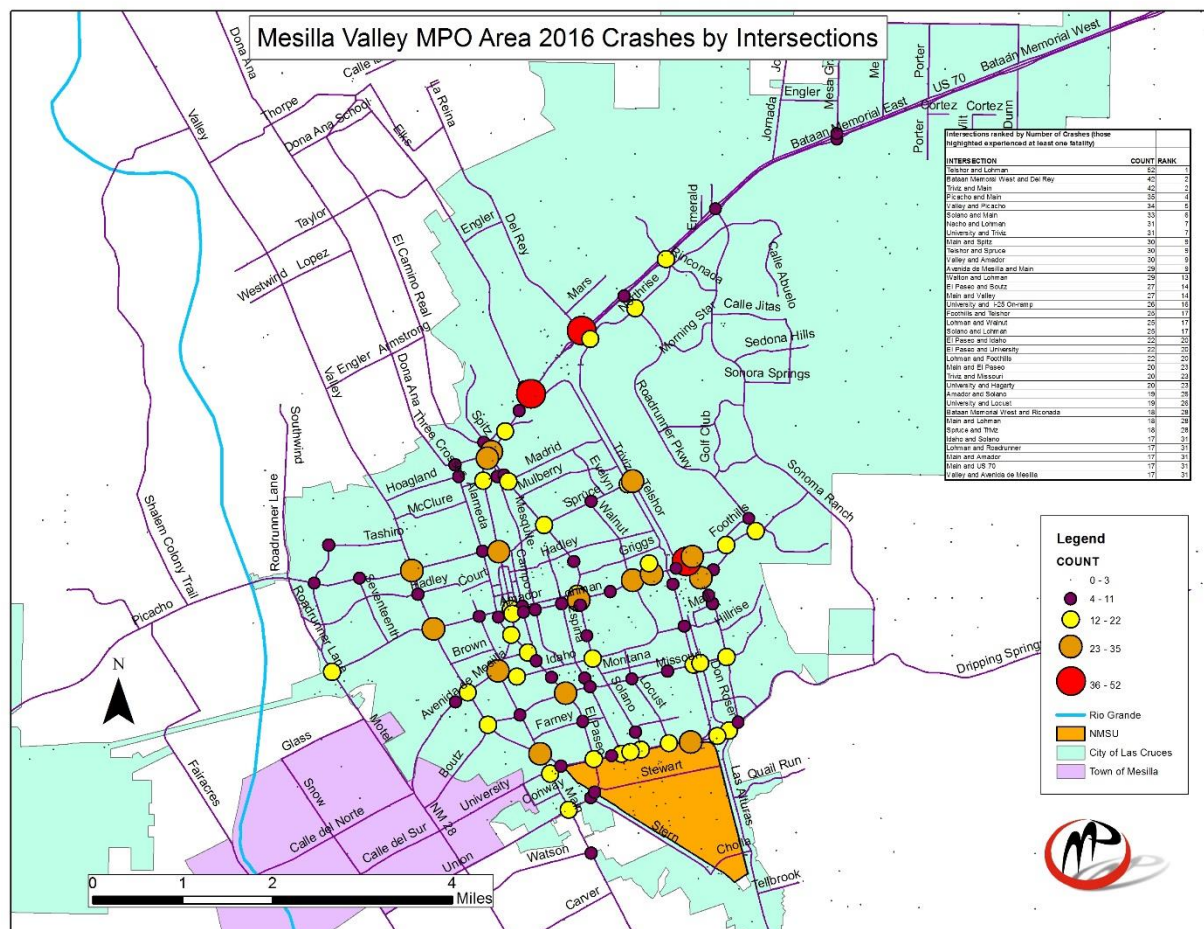 Mesilla Valley MPO Area 2016 Crashes by Intersections
Dona Ana
Valley
Thorpe
Dona Ana School
Elks
La Reina
Engler
Jornada
Porter
Porter
Cortez
Cortez
Dunn
US 70
Bataan Memorial West
Bataan Memorial East
Emerald
Engler
Del Rey
Mars
Northrise
Rinconada
Calle Abuelo
Calle Jitas
Morning Star
Sedona Hills
Sonora Springs
Golf Club
Roadrunner Pkwy
Sonoma Ranch
Taylor
Westwind
Lopez
El Camino Real
Engler
Armstrong
Valley
Dona Ana
Three Crosses
Southwind
Roadrunner Lane
Shalem Colony Trail
Picacho
Spitz
Hoagland
McClure
Tashiro
Alameda
Madrid
Mulberry
Mesquite
Campo
Spruce
Evelyn
Walnut
Triviz
Telshor
Hadley
Griggs
Foothills
Hadley
Court
Seventeenth
Amador
Lohman
Espina
Hillrise
Roadrunner Lane
Brown
Idaho
Montana
Missouri
Avenida de Mesilla
Solano
Locust
Don Roser
Dripping Springs
Motel
Farney
El Paseo
Boutz
Glass
Snow
Fairacres
Calle del Norte
Calle del Sur
NM 28
University
Conway
Main
Union
Watson
Carver
Stewart
Stern
Cholla
Las Alturas
Quail Run
Tellbrook
N
0 1 2 4
Miles
Intersections ranked by Number of Crashes (those
highlighted experienced at least one fatality)
INTERSECTION COUNT RANK
Telshor and Lohman 52 1
Bataan Memorial West and Del Rey 42 2
Triviz and Main 42 2
Picacho and Main 35 4
Valley and Picacho 34 5
Solano and Main 33 6
Nacho and Lohman 31 7
University and Triviz 31 7
Main and Spitz 30 9
Telshor and Spruce 30 9
Valley and Amador 30 9
Avenida de Mesilla and Main 29
Walton and Lohman 29 13
El Paseo and Boutz 27 14
Main and Valley 27 14
University and I-25 On-ramp 26 16
Foothills and Telshor 25 17
Lohman and Walnut 25 17
Solano and Lohman 25 17
El Paseo and Idaho 22 20
El Paseo and University 22 20
Lohman and Foothills 22 20
Main and El Paseo 20 23
Triviz and Missouri 20 23
University and Hagarty 20 23
Amador and Solano 19 26
University and Locust 19 26
Bataan Memorial West and Riconada 18 28
Main and Lohman 18 28
Spruce and Triviz 18 28
Idaho and Solano 17 31
Lohman and Roadrunner 17 31
Main and Amador 17 31
Main and US 70 17 31
Valley and Avenida de Mesilla 17 31
Legend
COUNT
0 - 3
4 - 11
12 - 22
23 - 35
36 - 52
Rio Grande
NMSU
City of Las Cruces
Town of Mesilla